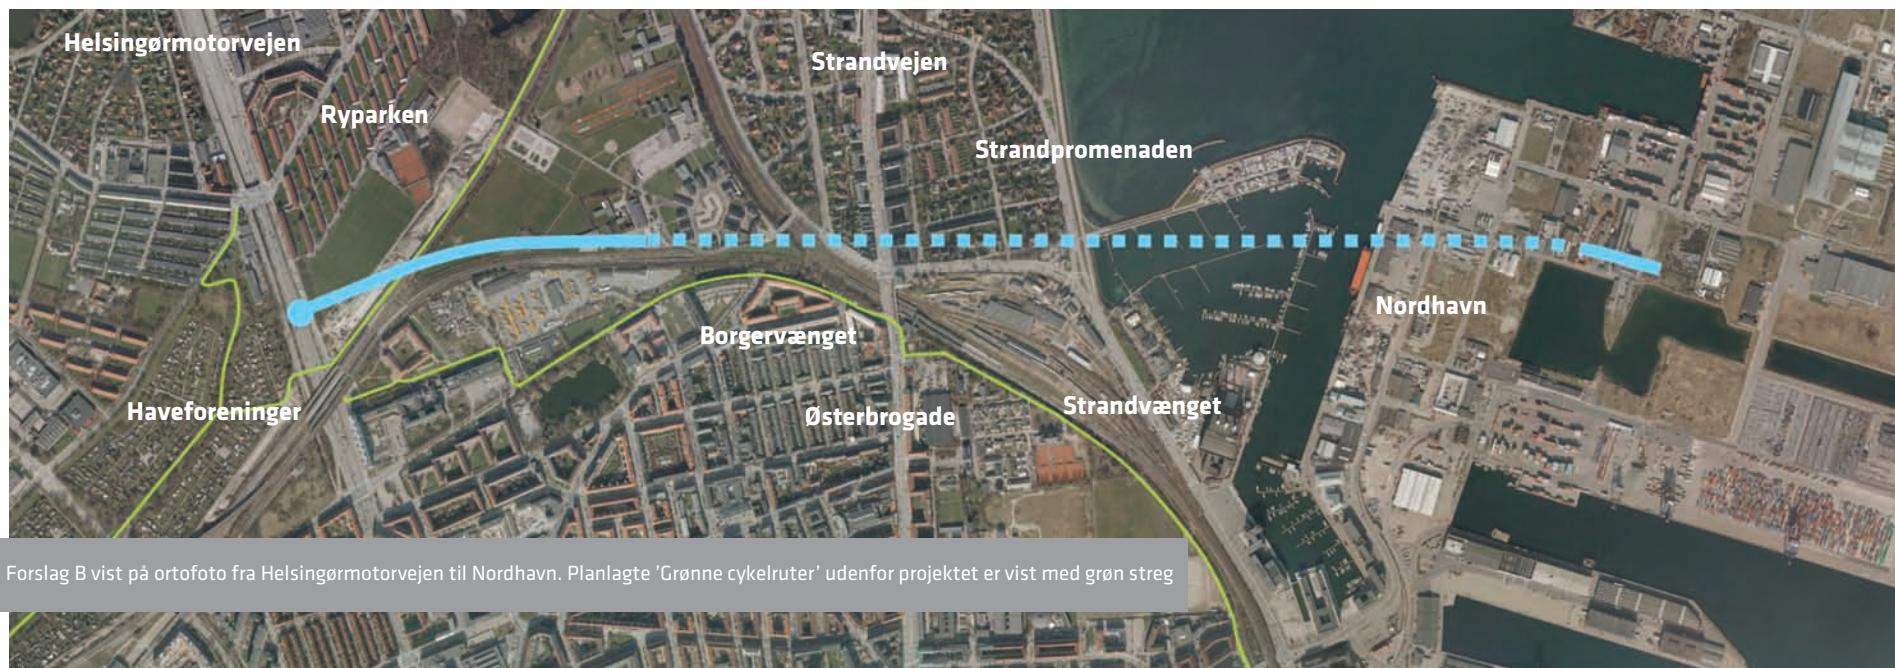 Helsingørmotorvejen
Strandvejen
Ryparken
Strandpromenaden
Nordhavn
Borgervænget
Haveforeninger
Østerbrogade
Strandvænget
Forslag B vist på ortofoto fra Helsingørmotorvejen til Nordhavn. Planlagte ’Grønne cykelruter’ udenfor projektet er vist med grøn streg